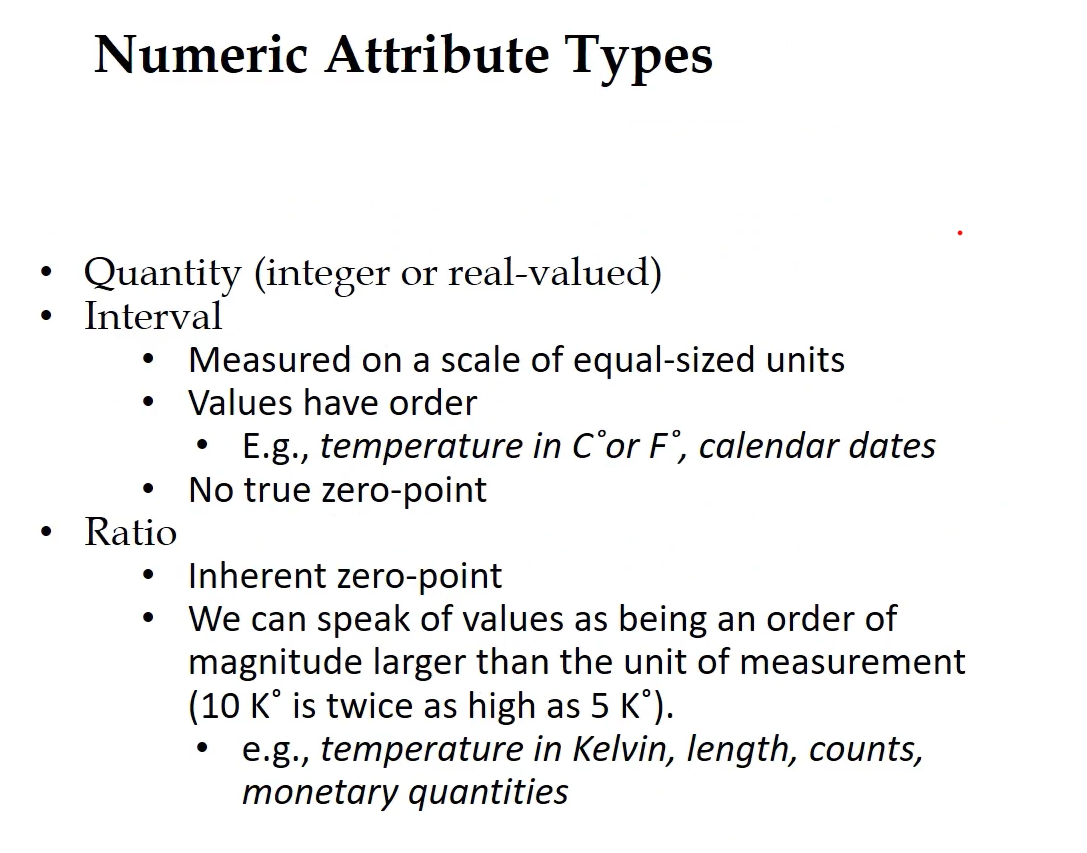 Numeric Attribute Types
• Quantity (integer or real-valued)
• Interval
• Measured on a scale of equal-sized units
• Values have order
• E.g., temperature in C˚or F˚, calendar dates
• No true zero-point
• Ratio
• Inherent zero-point
• We can speak of values as being an order of
magnitude larger than the unit of measurement
(10 K˚ is twice as high as 5 K˚).
• e.g., temperature in Kelvin, length, counts,
monetary quantities